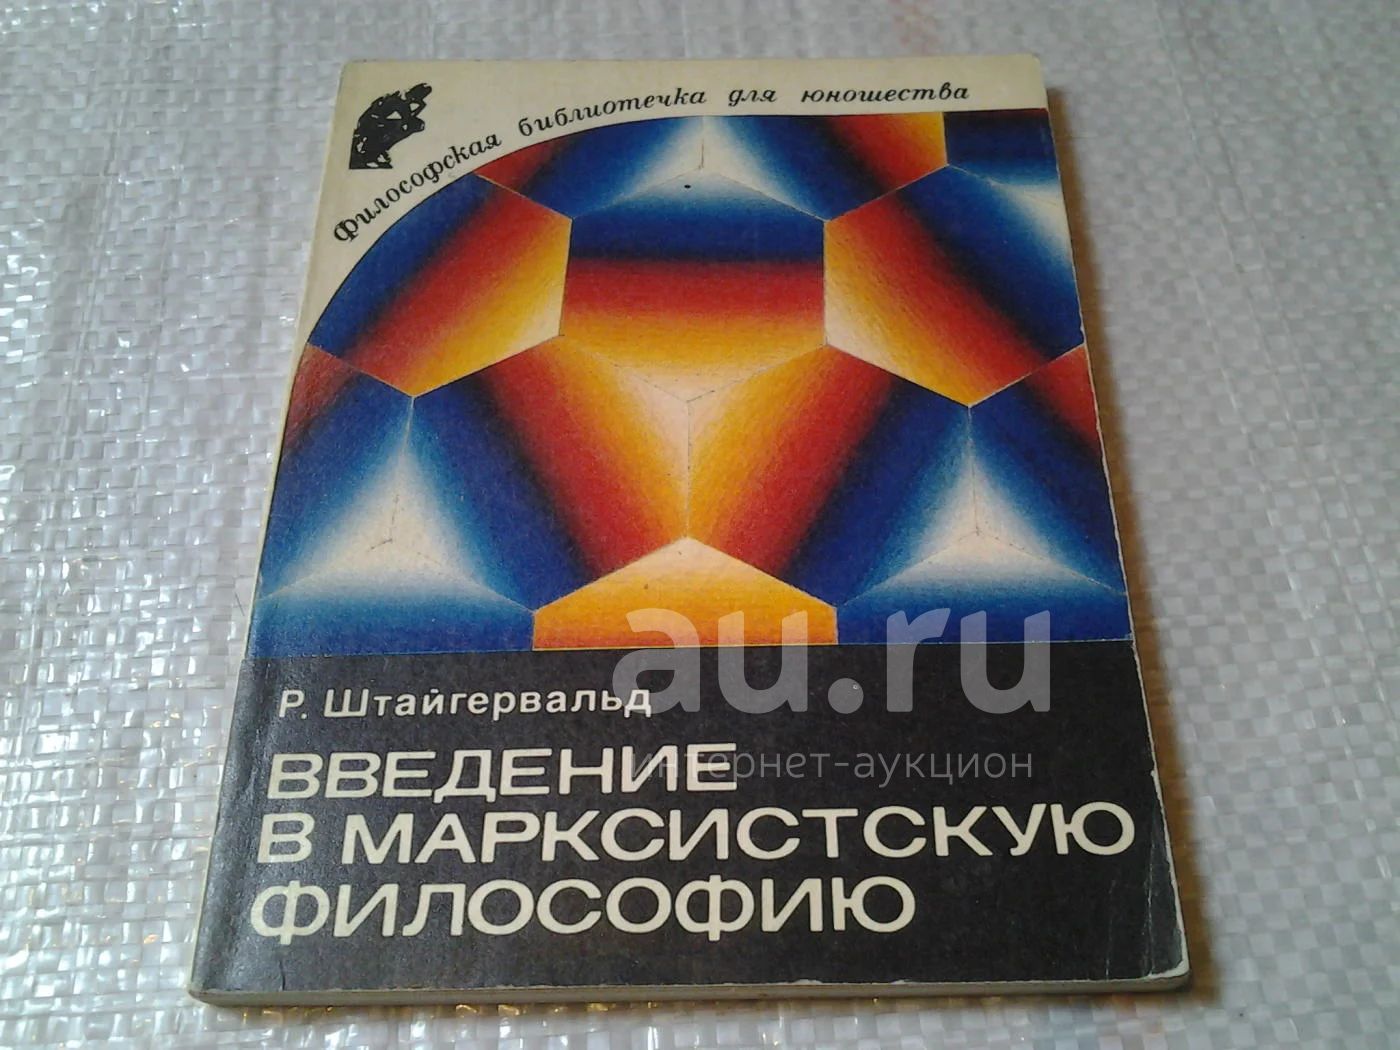 философская библиотечка для юношества
au.ru
интернет-аукцион
Р. Штайгервальд
ВВЕДЕНИЕ
В МАРКСИСТСКУЮ
ФИЛОСОФИЮ